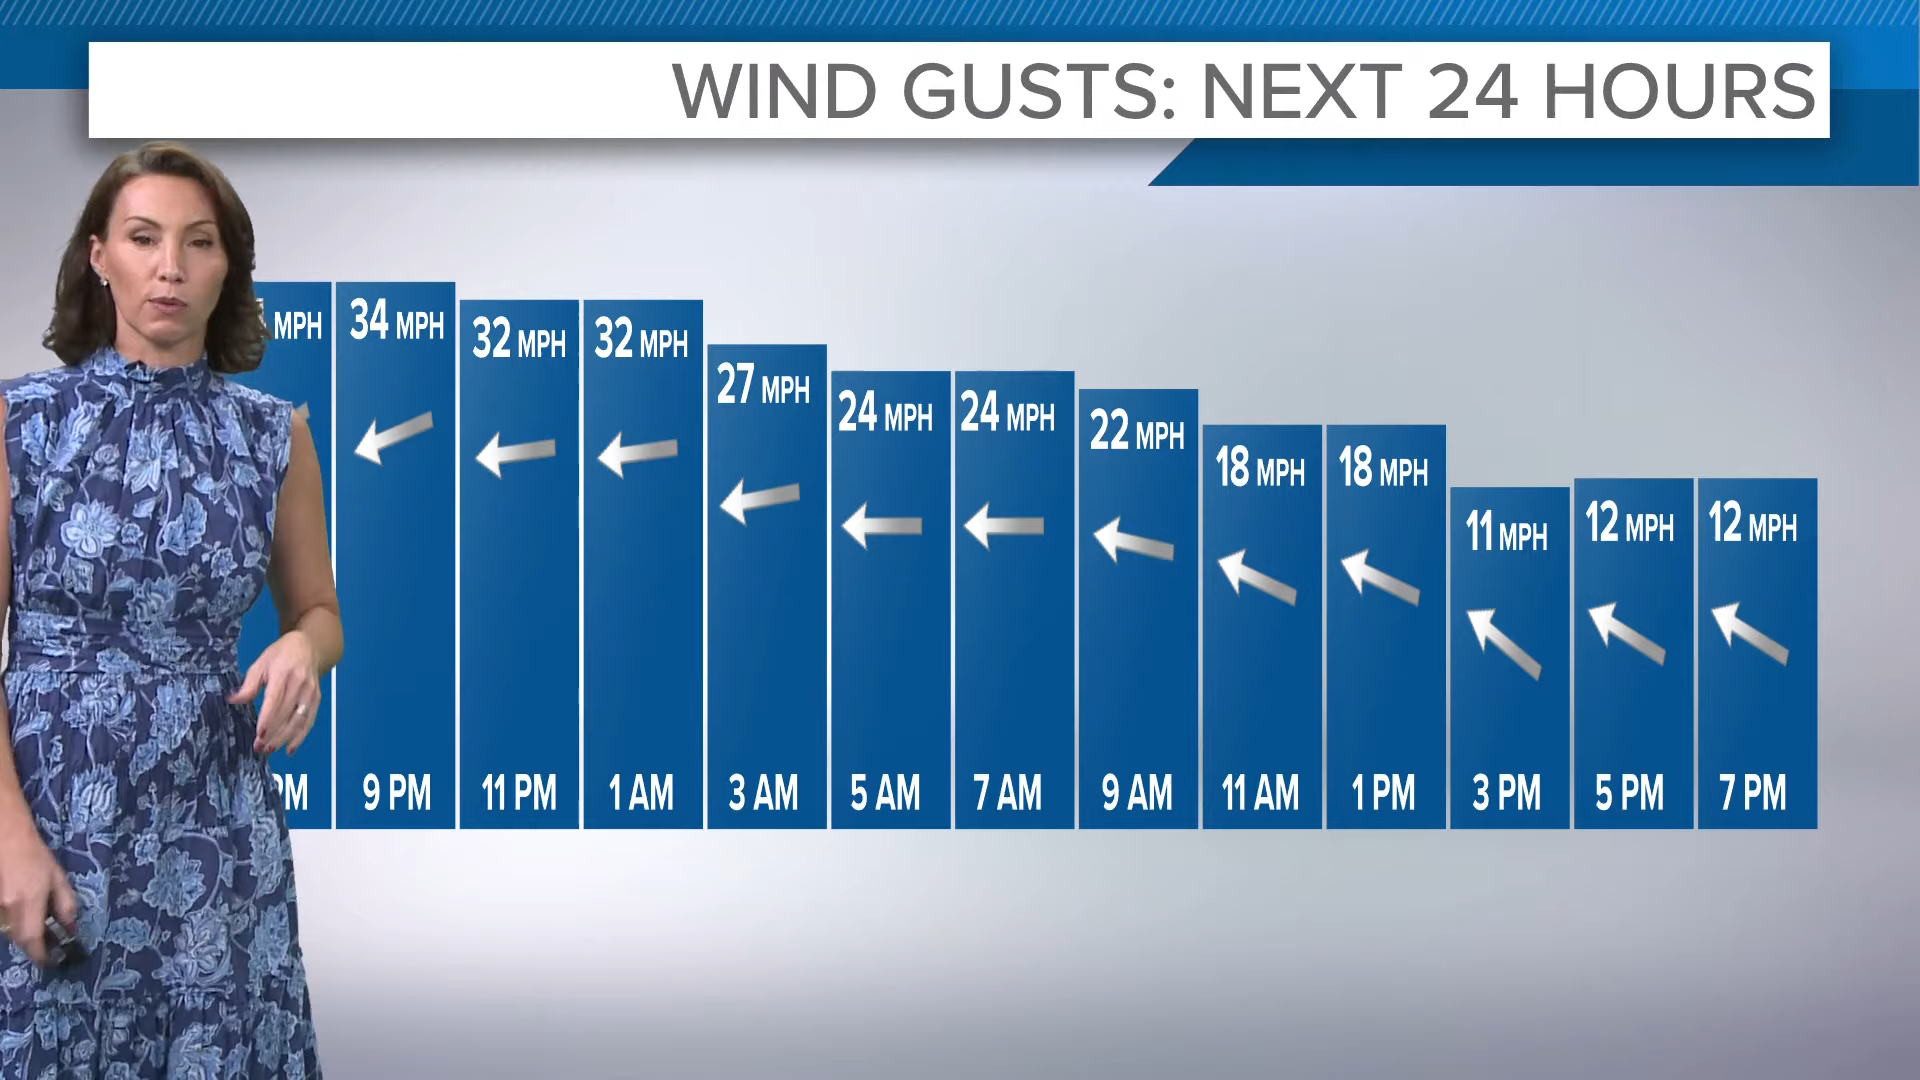 WIND GUSTS: NEXT 24 HOURS
MPH 34 MPH 32 MPH 32 MPH 27 MPH 24 MPH 24 MPH 22 MPH 18 MPH 18 MPH 11 MPH 12 MPH 12 MPH
PM 9 PM 11 PM 1 AM 3 AM 5 AM 7 AM 9 AM 11 AM 1 PM 3 PM 5 PM 7 PM